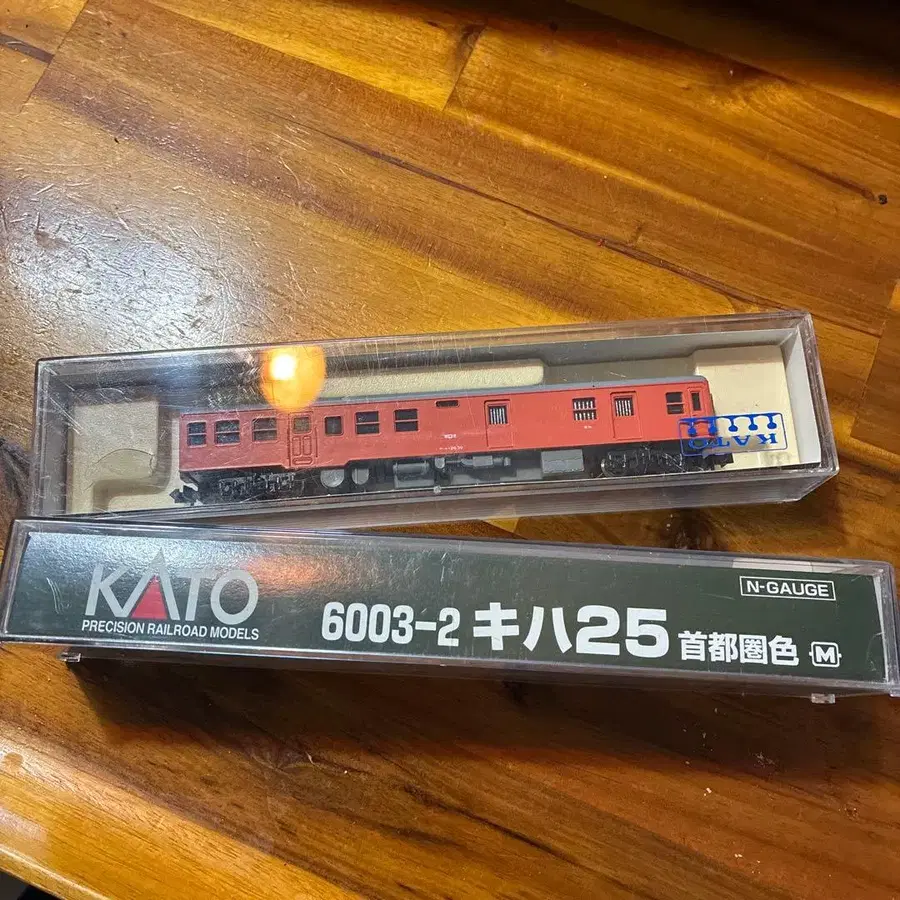 KATO
KATO
PRECISION RAILROAD MODELS
6003-2 キハ25 首都圏色 M
N-GAUGE